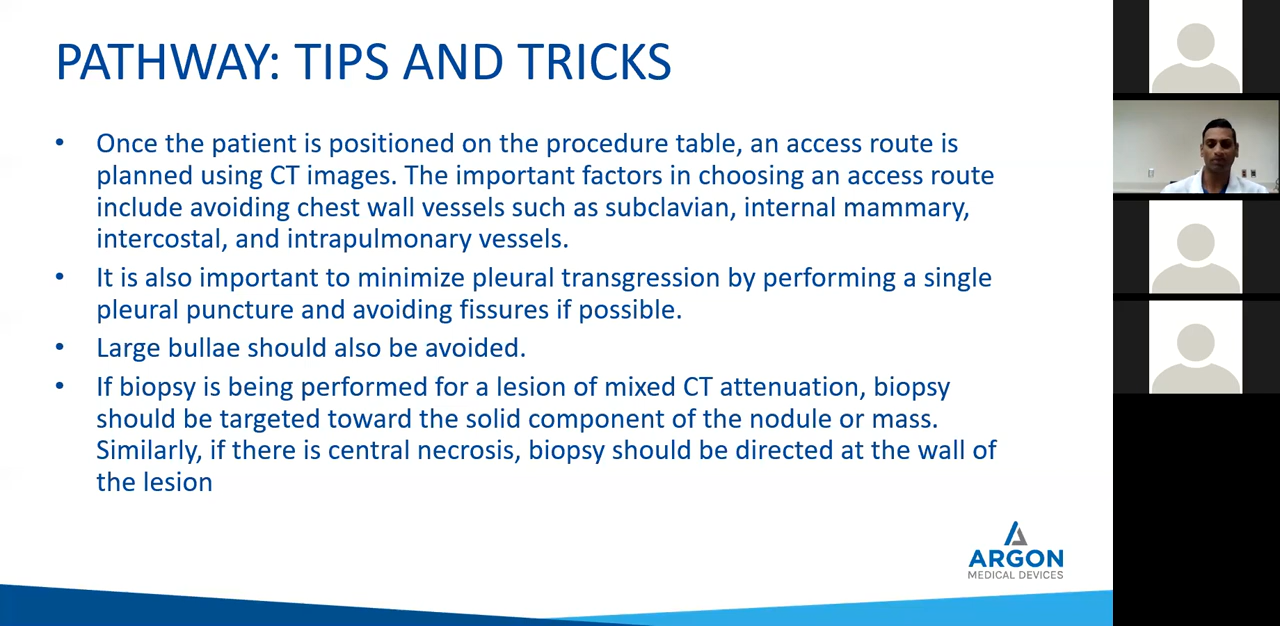 PATHWAY: TIPS AND TRICKS
• Once the patient is positioned on the procedure table, an access route is
planned using CT images. The important factors in choosing an access route
include avoiding chest wall vessels such as subclavian, internal mammary,
intercostal, and intrapulmonary vessels.
• It is also important to minimize pleural transgression by performing a single
pleural puncture and avoiding fissures if possible.
• Large bullae should also be avoided.
• If biopsy is being performed for a lesion of mixed CT attenuation, biopsy
should be targeted toward the solid component of the nodule or mass.
Similarly, if there is central necrosis, biopsy should be directed at the wall of
the lesion
ARGON
MEDICAL DEVICES